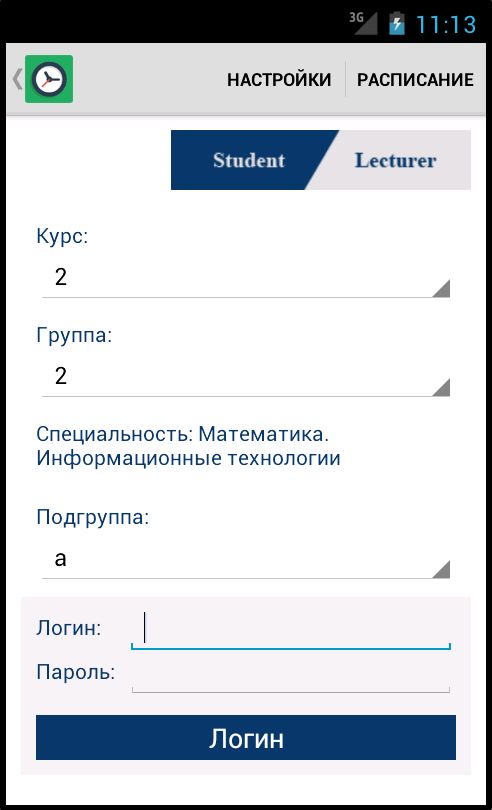 3G 11:13
НАСТРОЙКИ РАСПИСАНИЕ
Student Lecturer
Курс:
2
Группа:
2
Специальность: Математика.
Информационные технологии
Подгруппа:
а
Логин:
Пароль:
Логин